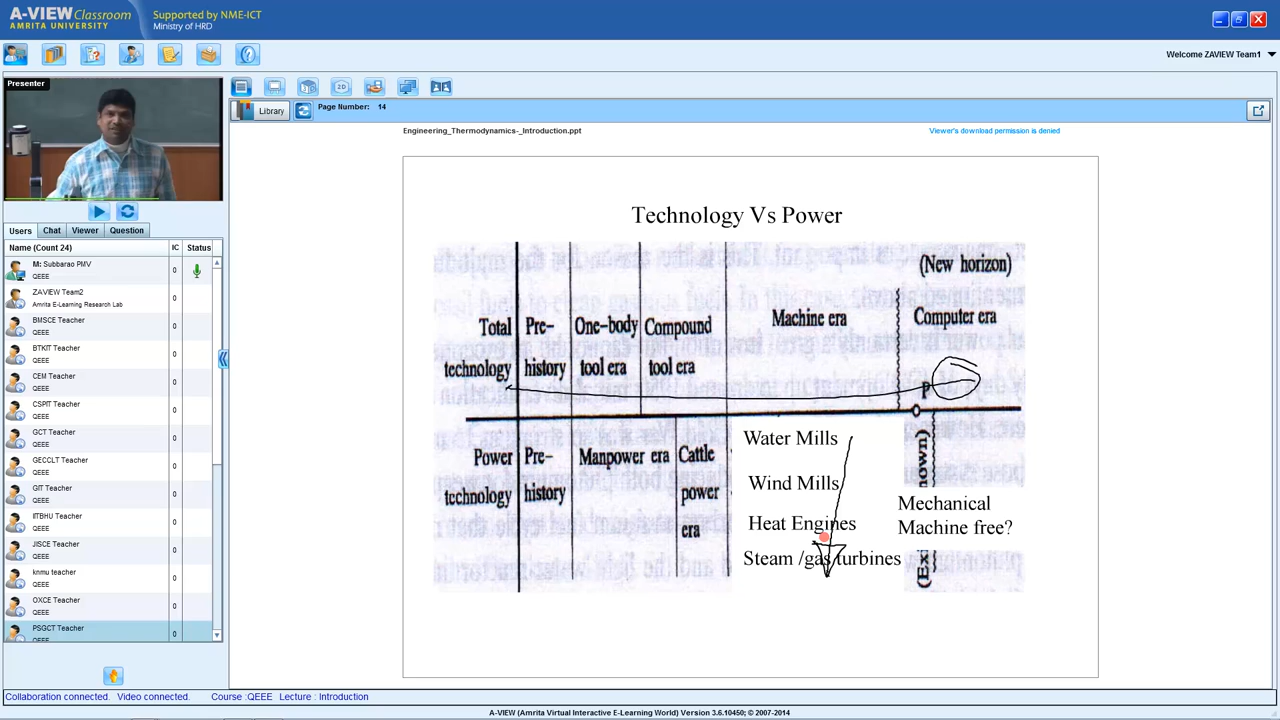 A-VIEW Classroom
AMRITA UNIVERSITY
Supported by NME-ICT
Ministry of HRD
Welcome ZAVIEW Team1
Presenter
Library
Page Number: 14
Engineering_Thermodynamics-_Introduction.ppt
Viewer's download permission is denied
Users Chat Viewer Question
Name (Count 24) IC Status
M: Subbarao PMV
QEEE
0
ZAVIEW Team2
Amrita E-Learning Research Lab
0
BMSCE Teacher
QEEE
0
BTKIT Teacher
QEEE
0
CEM Teacher
QEEE
0
CSPIT Teacher
QEEE
0
GCT Teacher
QEEE
0
GECCLT Teacher
QEEE
0
GIT Teacher
QEEE
0
IITBHU Teacher
QEEE
0
JISCE Teacher
QEEE
0
knmu teacher
QEEE
0
OXCE Teacher
QEEE
0
PSGCT Teacher
QEEE
0
Technology Vs Power
(New horizon)
Total technology
Pre-history
One-body tool era
Compound tool era
Machine era
Computer era
P
Power technology
Pre-history
Manpower era
Cattle power era
Water Mills
Wind Mills
Heat Engines
Steam /gas turbines
Mechanical
Machine free?
Collaboration connected. Video connected. Course :QEEE Lecture : Introduction
A-VIEW (Amrita Virtual Interactive E-Learning World) Version 3.6.10450; © 2007-2014